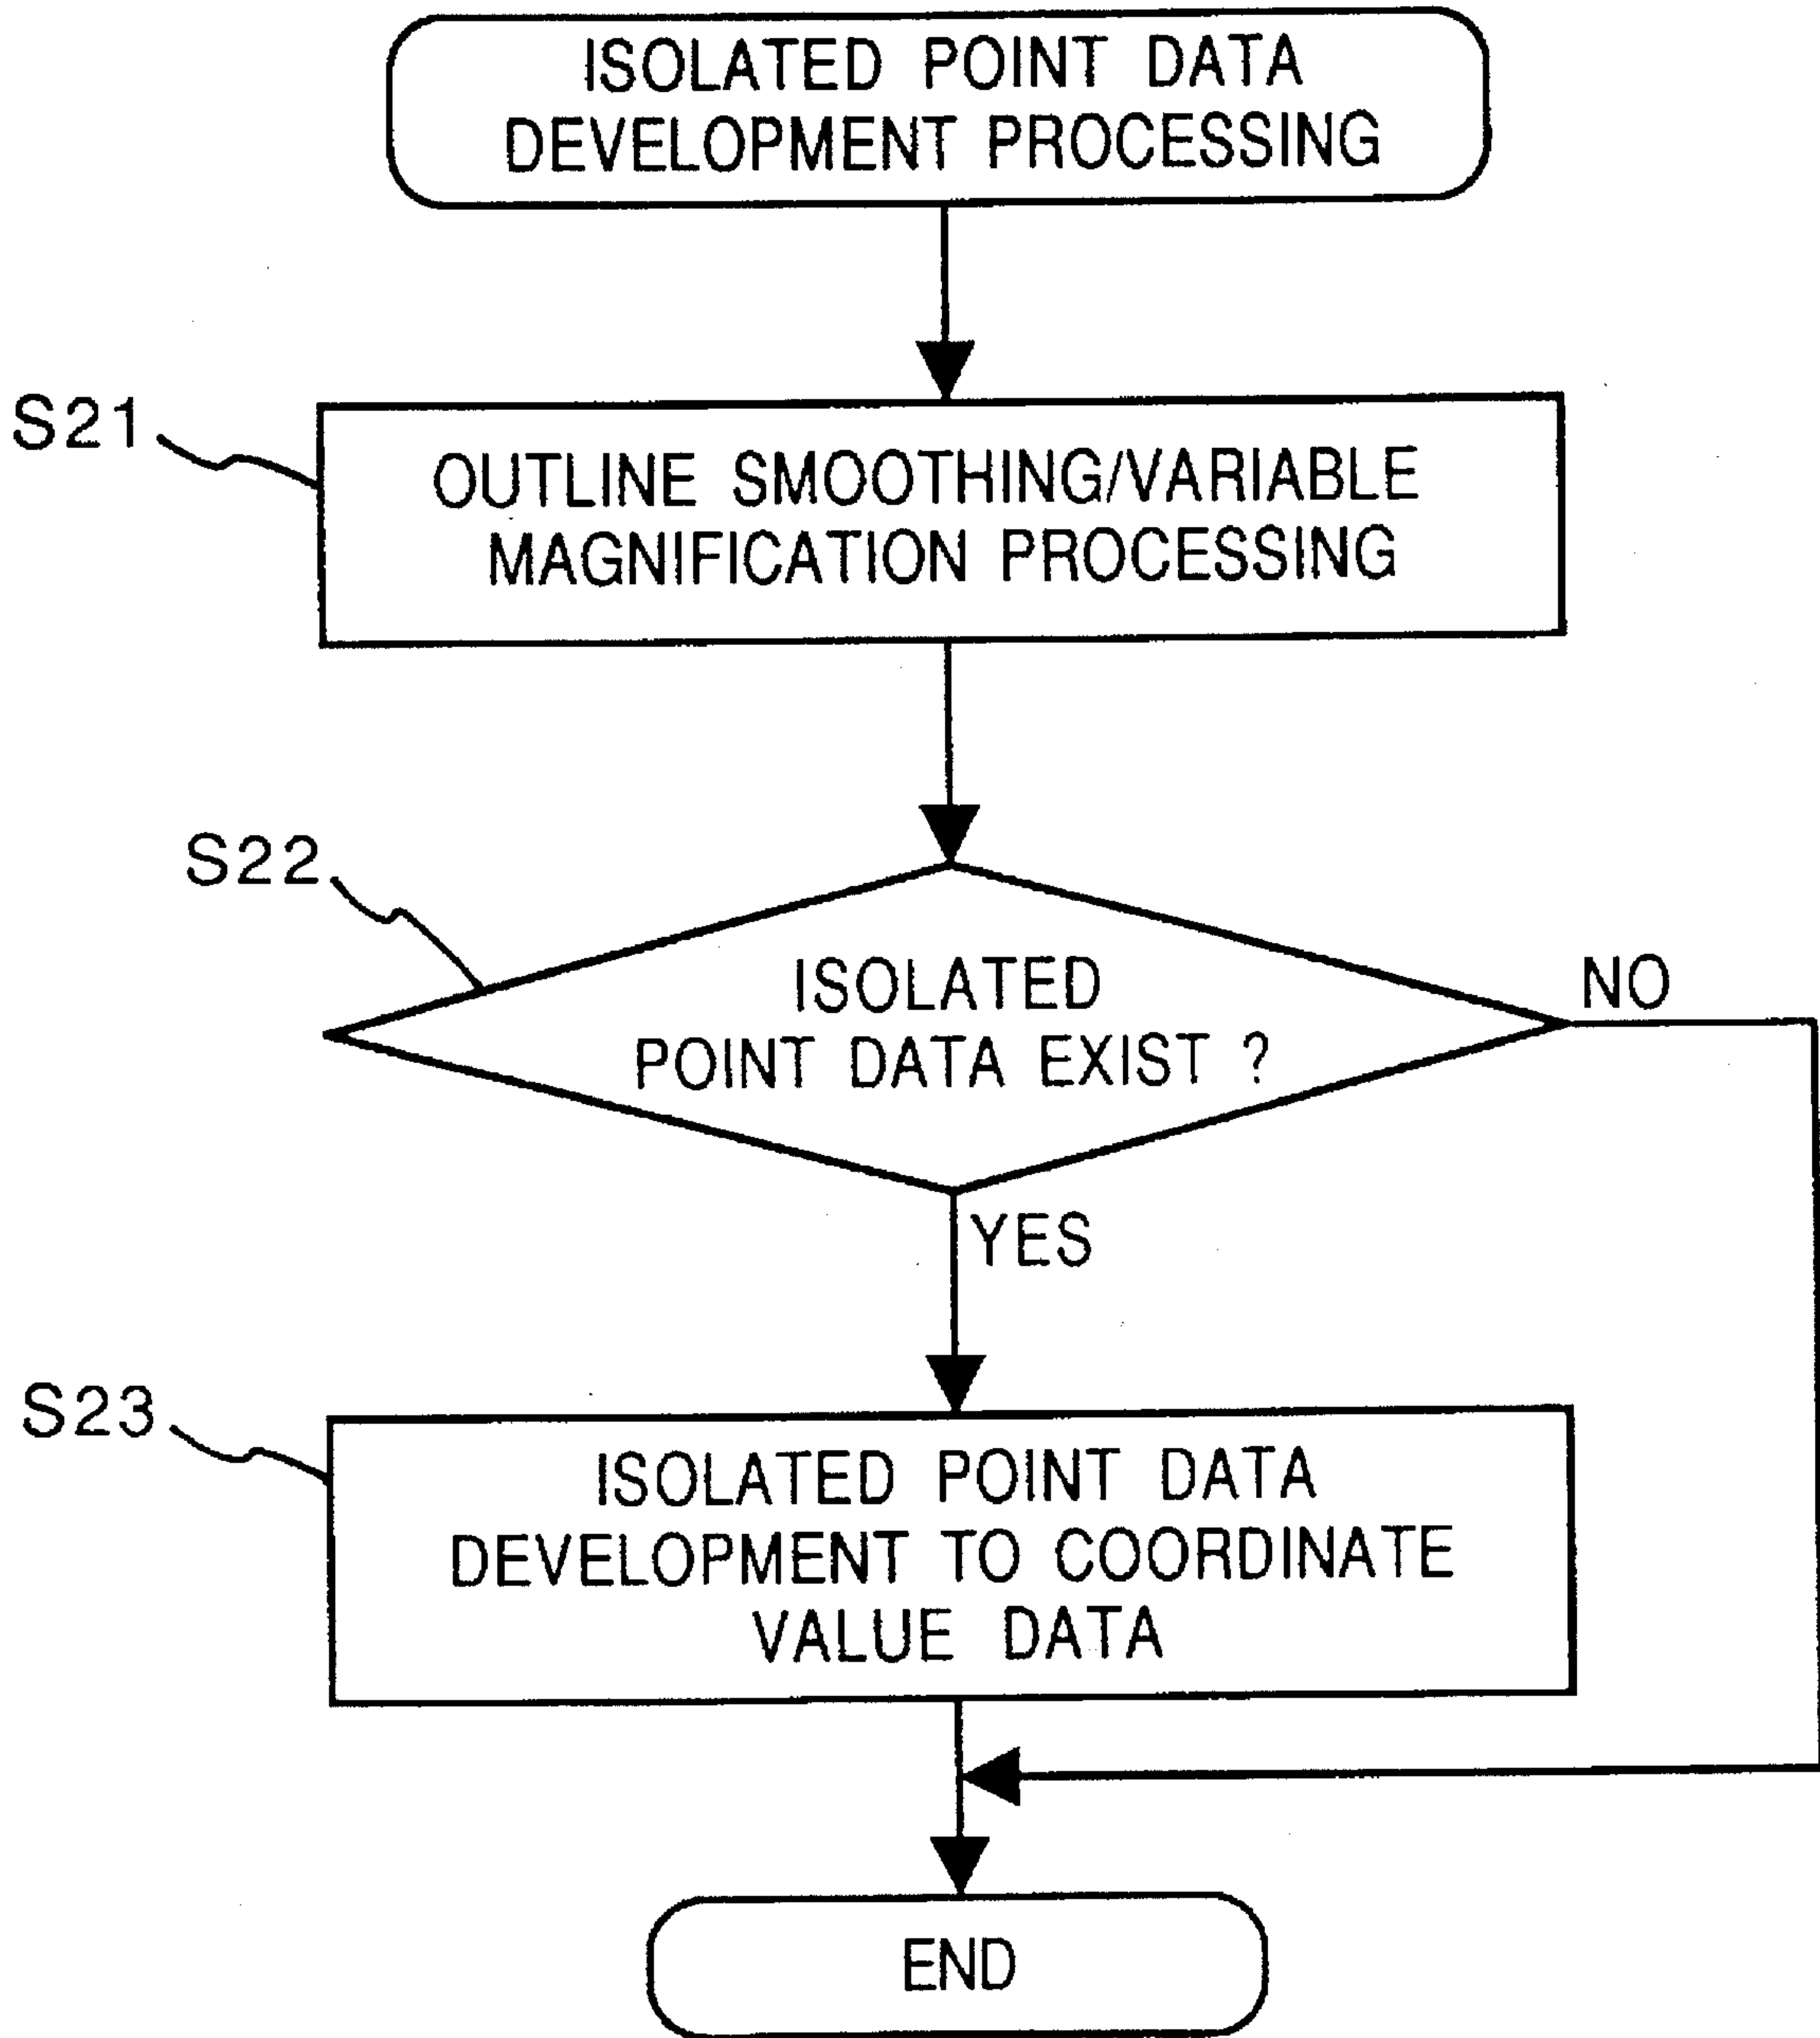 ISOLATED POINT DATA
DEVELOPMENT PROCESSING
S21
OUTLINE SMOOTHING/VARIABLE
MAGNIFICATION PROCESSING
S22
ISOLATED
POINT DATA EXIST ?
NO
YES
S23
ISOLATED POINT DATA
DEVELOPMENT TO COORDINATE
VALUE DATA
END